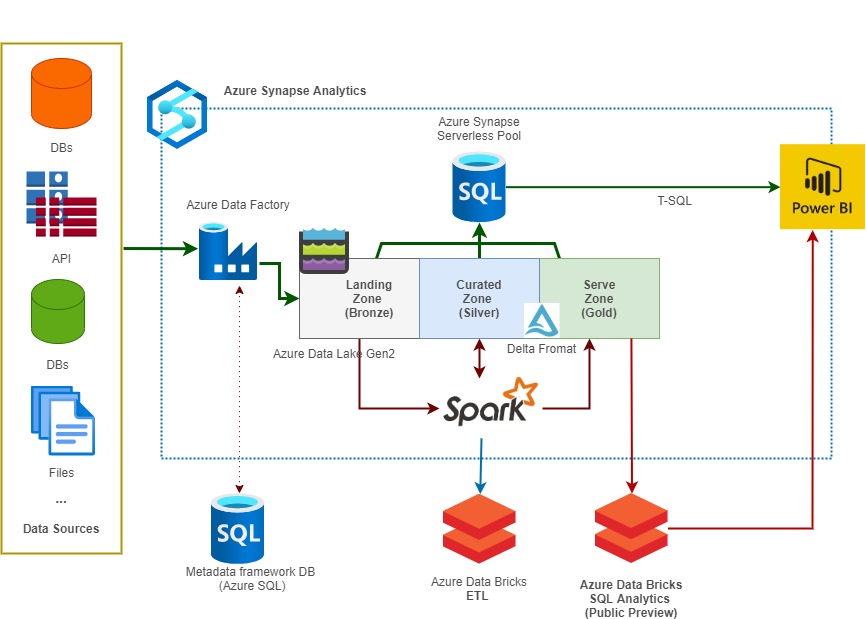 Azure Synapse Analytics
DBs
API
DBs
Files
...
Data Sources
Azure Data Factory
Azure Synapse
Serverless Pool
SQL
T-SQL
Power BI
Landing
Zone
(Bronze)
Curated
Zone
(Silver)
Serve
Zone
(Gold)
Azure Data Lake Gen2
Delta Fromat
Spark
SQL
Metadata framework DB
(Azure SQL)
Azure Data Bricks
ETL
Azure Data Bricks
SQL Analytics
(Public Preview)